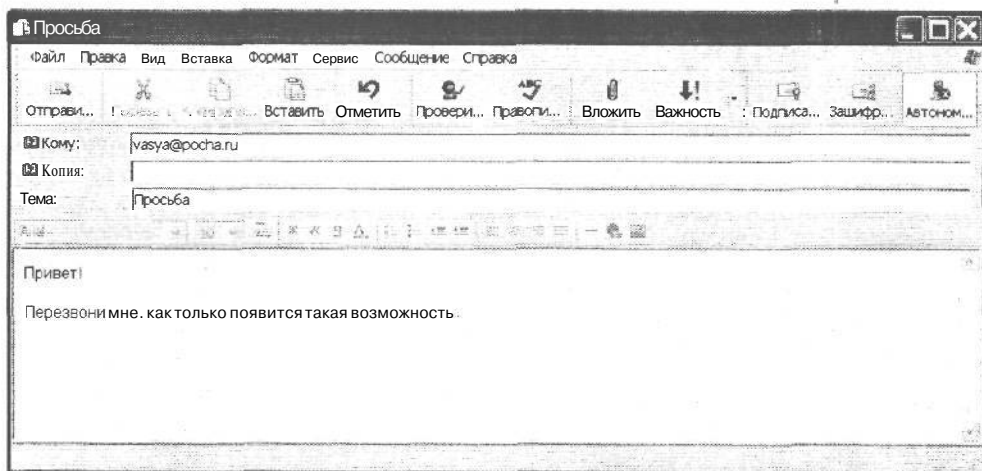 Просьба
Файл Правка Вид Вставка Формат Сервис Сообщение Справка
Отправи... Вставить Отметить Провери... Правопи... Вложить Важность Подписа... Зашифр... Автоном...
Кому: vasya@pocha.ru
Копия:
Тема: Просьба
Ж К Ч
Привет!
Перезвони мне. как только появится такая возможность.